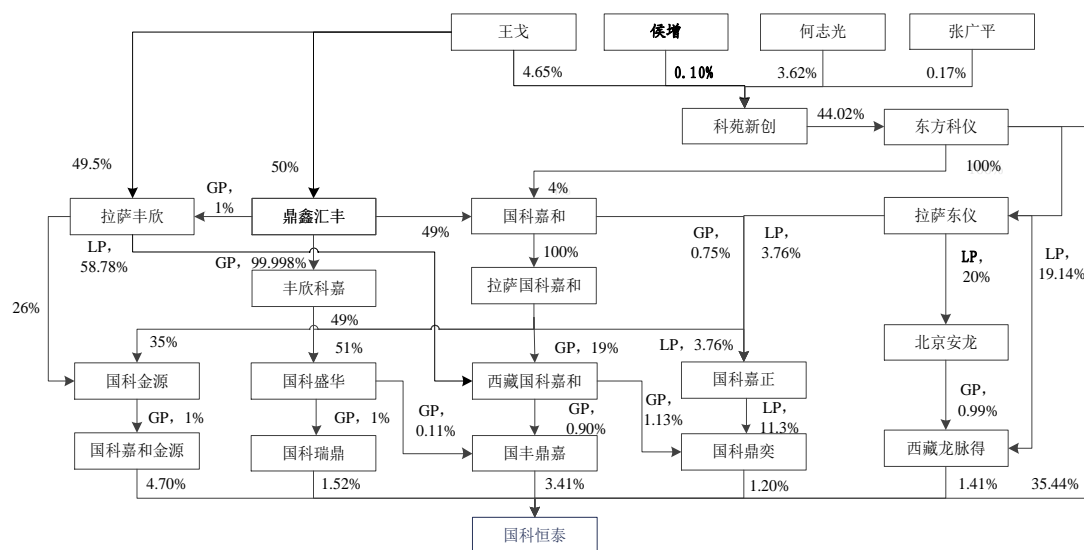 王戈
侯增
何志光
张广平
4.65%
0.10%
3.62%
0.17%
科苑新创
44.02%
东方科仪
49.5%
50%
100%
GP，
1%
4%
拉萨丰欣
鼎鑫汇丰
49%
国科嘉和
拉萨东仪
LP，
58.78%
GP，99.998%
100%
GP，
0.75%
LP，
3.76%
LP，
20%
LP，
19.14%
丰欣科嘉
拉萨国科嘉和
26%
49%
35%
51%
GP，19%
LP，3.76%
北京安龙
国科金源
国科盛华
西藏国科嘉和
国科嘉正
GP，1%
GP，1%
GP，
0.11%
GP，
0.90%
GP，
1.13%
LP，
11.3%
GP，
0.99%
国科嘉和金源
国科瑞鼎
国丰鼎嘉
国科鼎奕
西藏龙脉得
4.70%
1.52%
3.41%
1.20%
1.41%
35.44%
国科恒泰